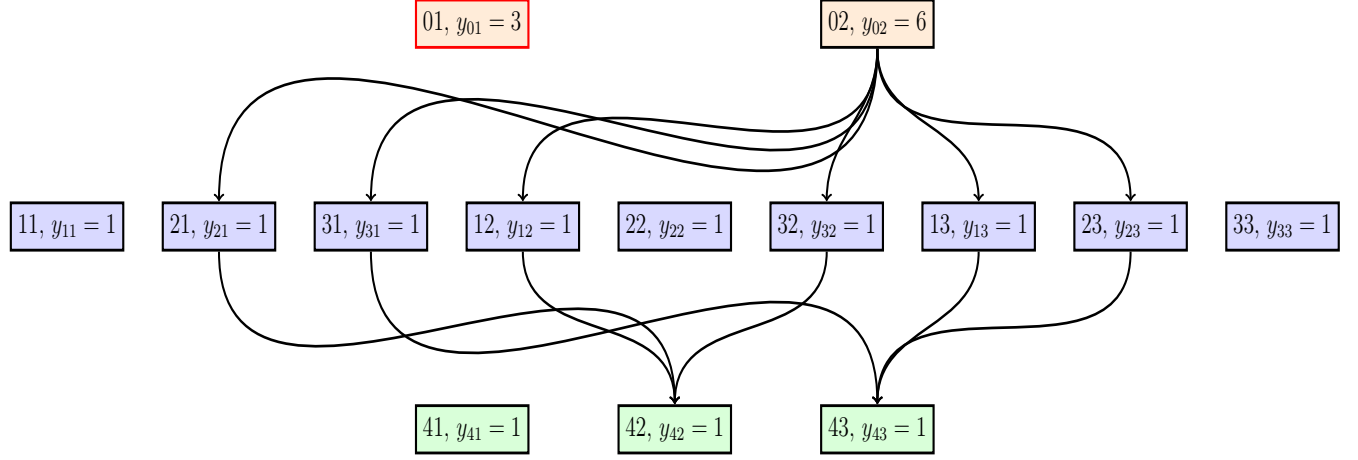 01, y₀₁ = 3
02, y₀₂ = 6
11, y₁₁ = 1
21, y₂₁ = 1
31, y₃₁ = 1
12, y₁₂ = 1
22, y₂₂ = 1
32, y₃₂ = 1
13, y₁₃ = 1
23, y₂₃ = 1
33, y₃₃ = 1
41, y₄₁ = 1
42, y₄₂ = 1
43, y₄₃ = 1